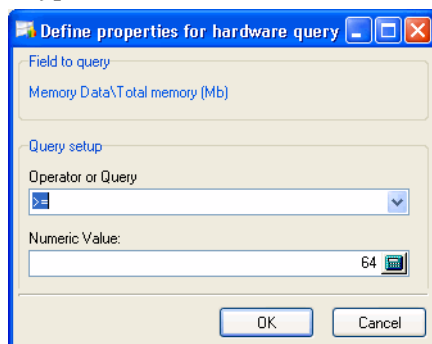 Define properties for hardware query
Field to query
Memory Data\Total memory (Mb)
Query setup
Operator or Query
>=
Numeric Value:
64
OK
Cancel